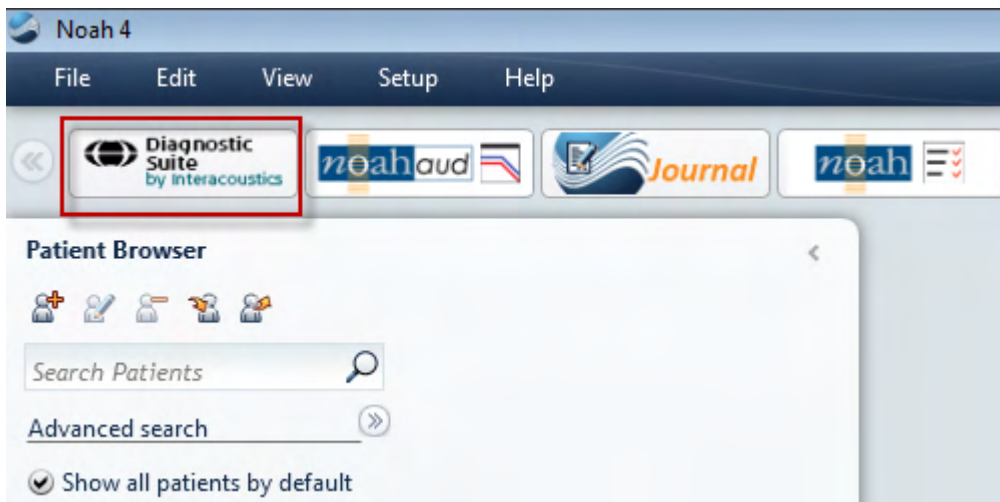 Noah 4
File Edit View Setup Help
Diagnostic
Suite
by Interacoustics
noahaud
Journal
noah
Patient Browser
Search Patients
Advanced search
Show all patients by default